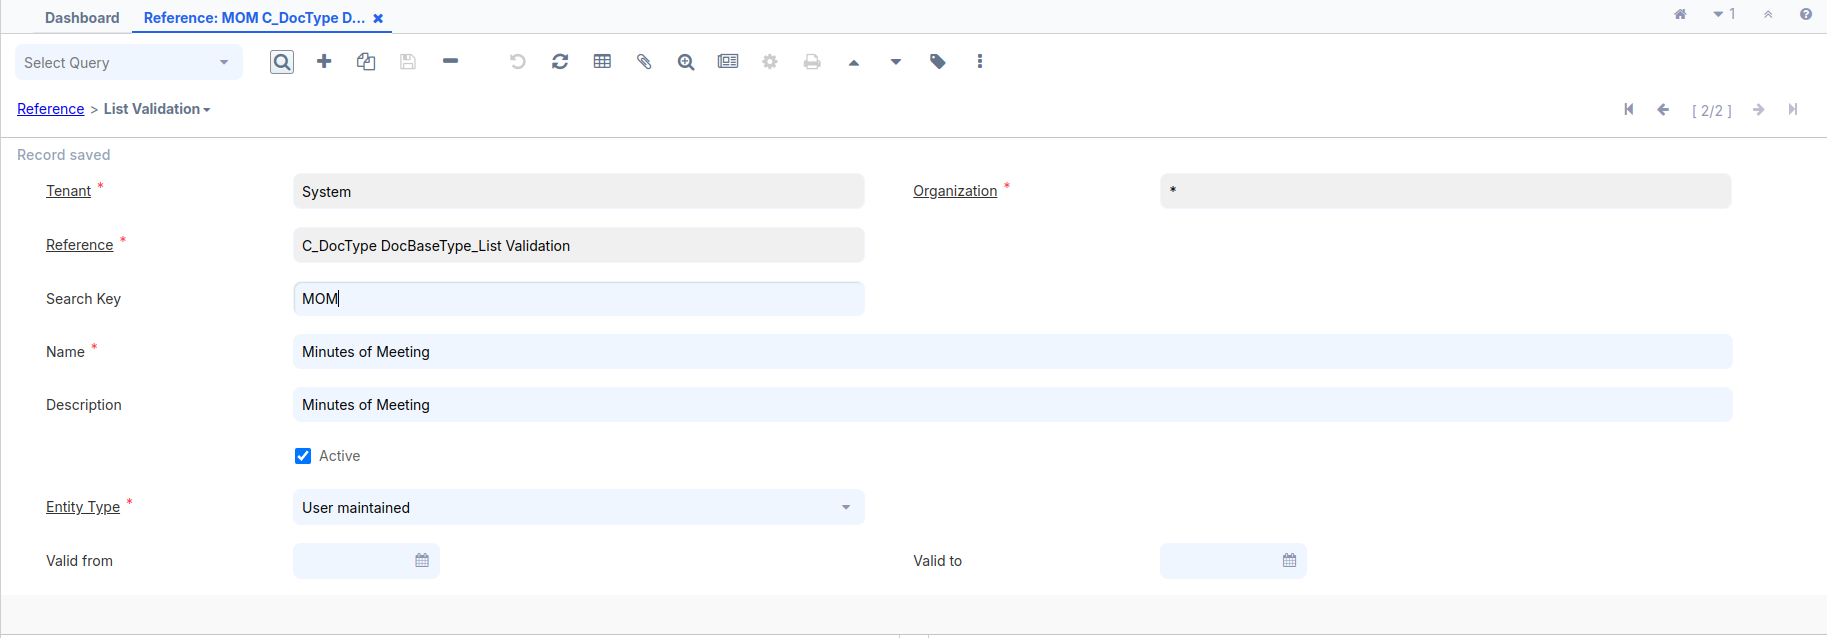 Dashboard
Reference: MOM C_DocType D...
1
Select Query
Reference > List Validation
[ 2/2 ]
Record saved
Tenant * System
Organization * *
Reference * C_DocType DocBaseType_List Validation
Search Key MOM
Name * Minutes of Meeting
Description Minutes of Meeting
Active
Entity Type * User maintained
Valid from
Valid to